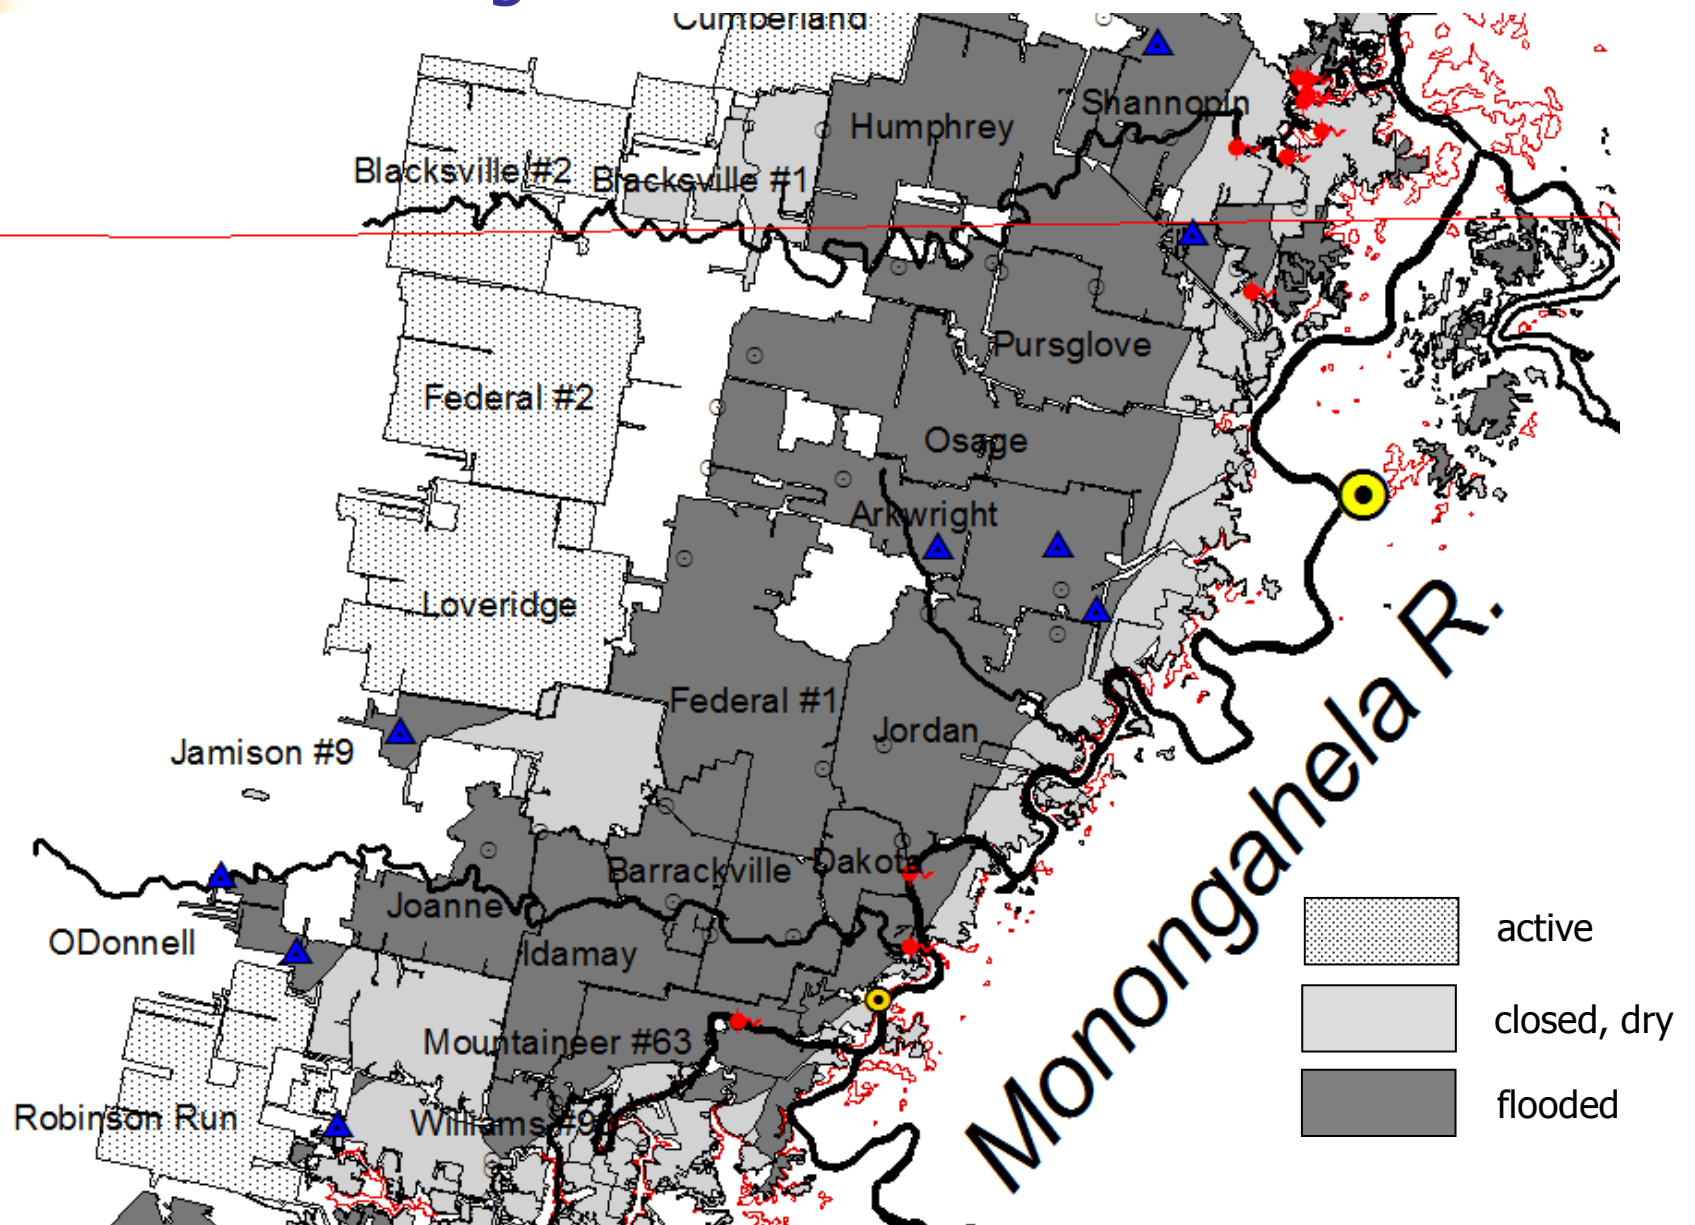 Cumberland
Shannopin
Humphrey
Blacksville #2
Blacksville #1
Pursglove
Federal #2
Osage
Arkwright
Loveridge
Federal #1
Jordan
Jamison #9
Barrackville
Dakota
Joanne
ODonnell
Idamay
Mountaineer #63
Robinson Run
Williams #9
Monongahela R.
active
closed, dry
flooded